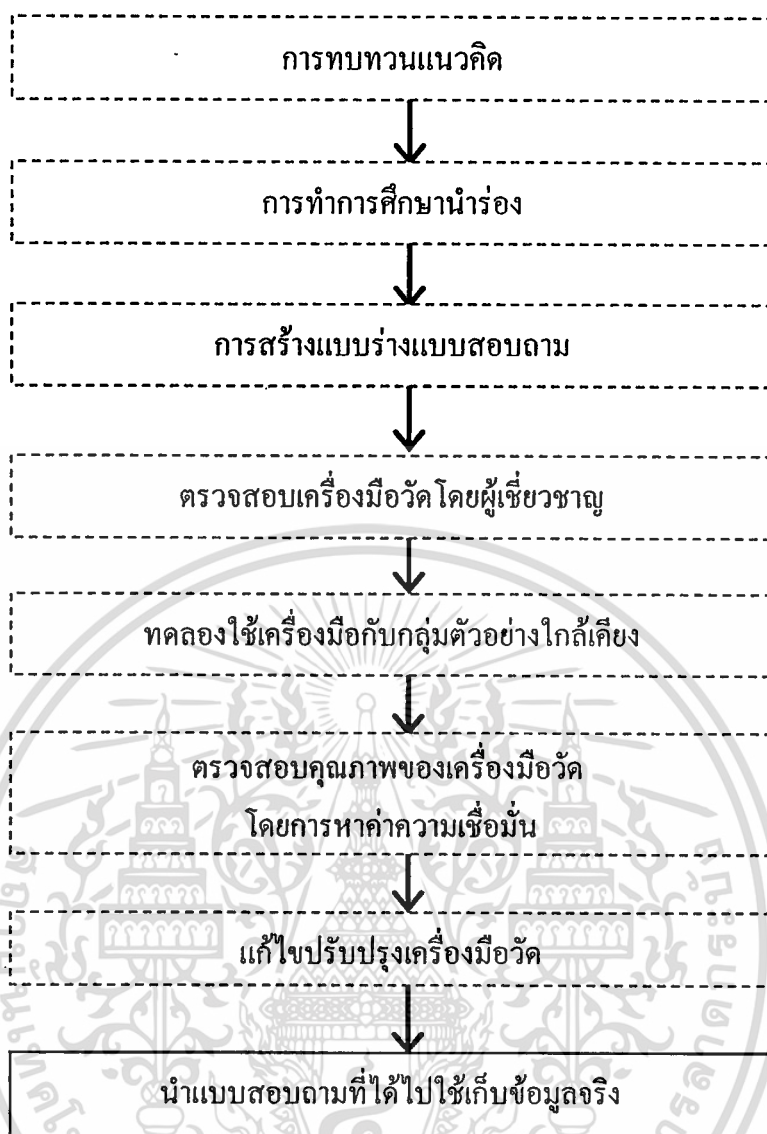 การทบทวนแนวคิด
การทำการศึกษานำร่อง
การสร้างแบบร่างแบบสอบถาม
ตรวจสอบเครื่องมือวัดโดยผู้เชี่ยวชาญ
ทดลองใช้เครื่องมือกับกลุ่มตัวอย่างใกล้เคียง
ตรวจสอบคุณภาพของเครื่องมือวัด
โดยการหาค่าความเชื่อมั่น
แก้ไขปรับปรุงเครื่องมือวัด
นำแบบสอบถามที่ได้ไปใช้เก็บข้อมูลจริง